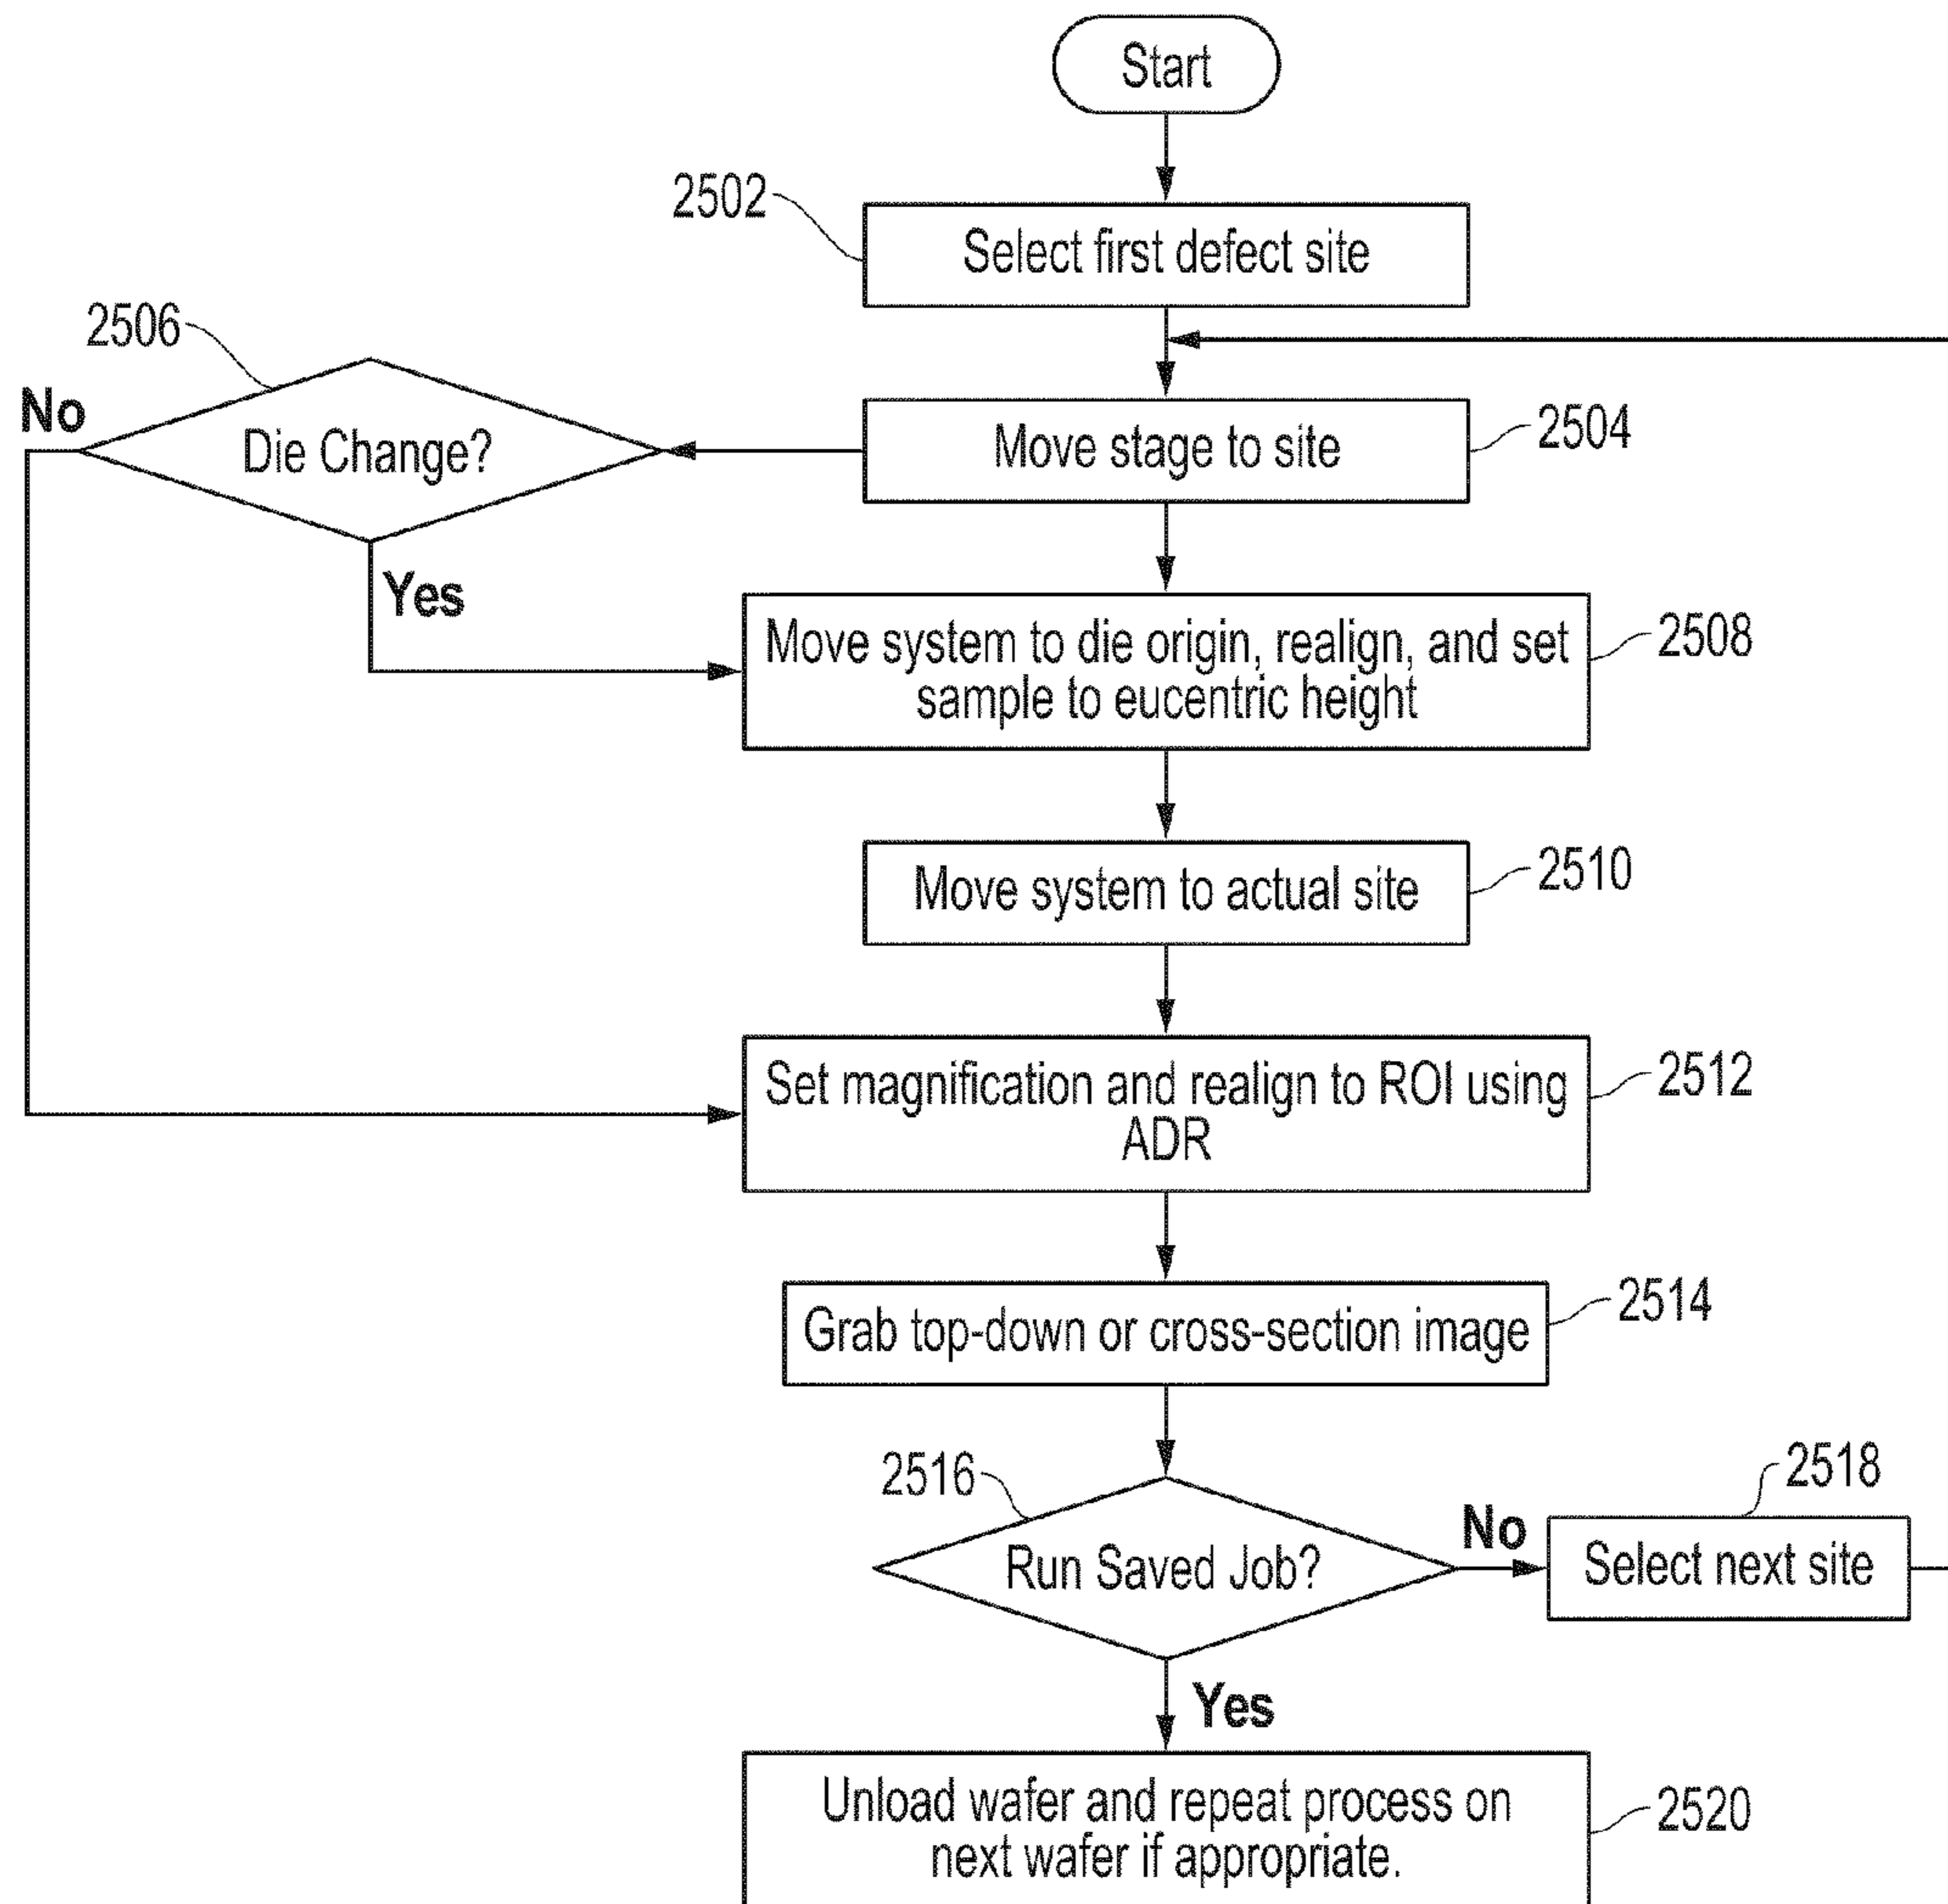 Start
2502
Select first defect site
2506
No
Die Change?
Move stage to site
2504
Yes
Move system to die origin, realign, and set
sample to eucentric height
2508
Move system to actual site
2510
Set magnification and realign to ROI using
ADR
2512
Grab top-down or cross-section image
2514
2516
Run Saved Job?
No
2518
Select next site
Yes
Unload wafer and repeat process on
next wafer if appropriate.
2520